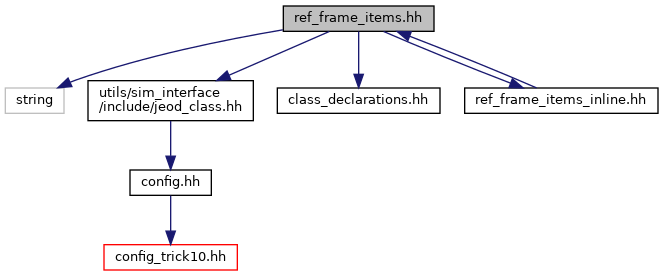 ref_frame_items.hh
string
utils/sim_interface
/include/jeod_class.hh
class_declarations.hh
ref_frame_items_inline.hh
config.hh
config_trick10.hh